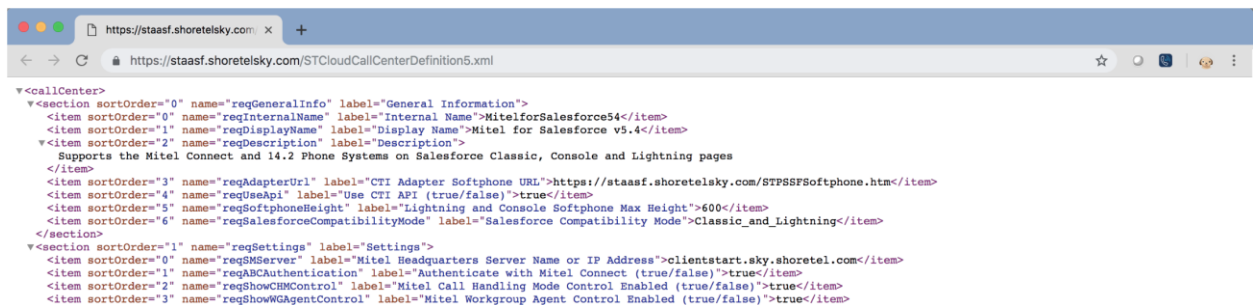 https://staasf.shoretelsky.com/
https://staasf.shoretelsky.com/STCloudCallCenterDefinition5.xml
▼<callCenter>
▼<section sortOrder="0" name="reqGeneralInfo" label="General Information">
<item sortOrder="0" name="reqInternalName" label="Internal Name">MitelforSalesforce54</item>
<item sortOrder="1" name="reqDisplayName" label="Display Name">Mitel for Salesforce v5.4</item>
▼<item sortOrder="2" name="reqDescription" label="Description">
Supports the Mitel Connect and 14.2 Phone Systems on Salesforce Classic, Console and Lightning pages
</item>
<item sortOrder="3" name="reqAdapterUrl" label="CTI Adapter Softphone URL">https://staasf.shoretelsky.com/STPSSFSoftphone.htm</item>
<item sortOrder="4" name="reqUseApi" label="Use CTI API (true/false)">true</item>
<item sortOrder="5" name="reqSoftphoneHeight" label="Lightning and Console Softphone Max Height">600</item>
<item sortOrder="6" name="reqSalesforceCompatibilityMode" label="Salesforce Compatibility Mode">Classic_and_Lightning</item>
</section>
▼<section sortOrder="1" name="reqSettings" label="Settings">
<item sortOrder="0" name="reqSMServer" label="Mitel Headquarters Server Name or IP Address">clientstart.sky.shoretel.com</item>
<item sortOrder="1" name="reqABCAuthentication" label="Authenticate with Mitel Connect (true/false)">true</item>
<item sortOrder="2" name="reqShowCHMControl" label="Mitel Call Handling Mode Control Enabled (true/false)">true</item>
<item sortOrder="3" name="reqShowWGAgentControl" label="Mitel Workgroup Agent Control Enabled (true/false)">true</item>